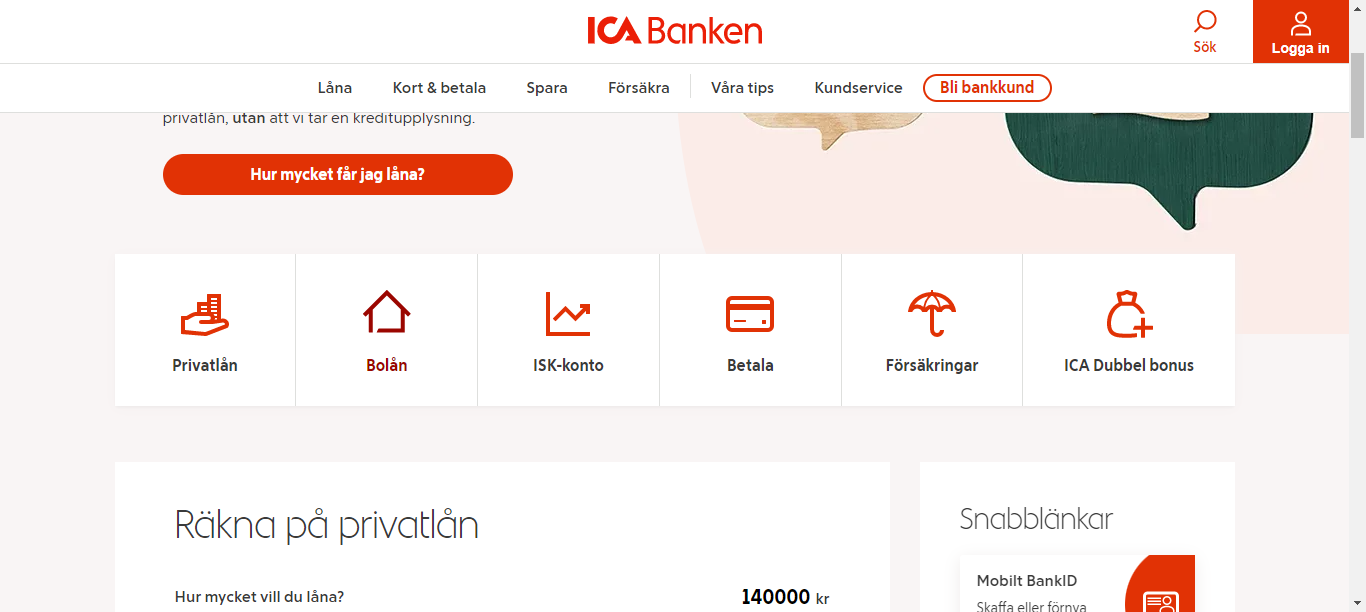 ICA Banken
Sök
Logga in
Låna
Kort & betala
Spara
Försäkra
Våra tips
Kundservice
Bli bankkund
privatlån, utan att vi tar en kreditupplysning.
Hur mycket får jag låna?
Privatlån
Bolån
ISK-konto
Betala
Försäkringar
ICA Dubbel bonus
Räkna på privatlån
Hur mycket vill du låna?
140000 kr
Snabblänkar
Mobilt BankID
Skaffa eller förnya